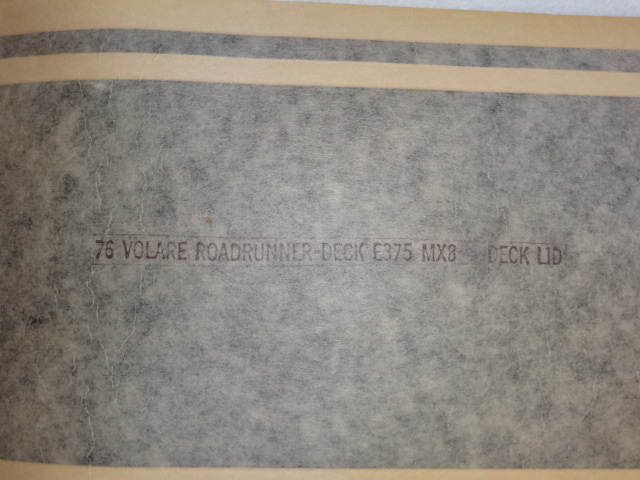 76 VOLARE ROADRUNNER-DECK E375 MX8 DECK LID